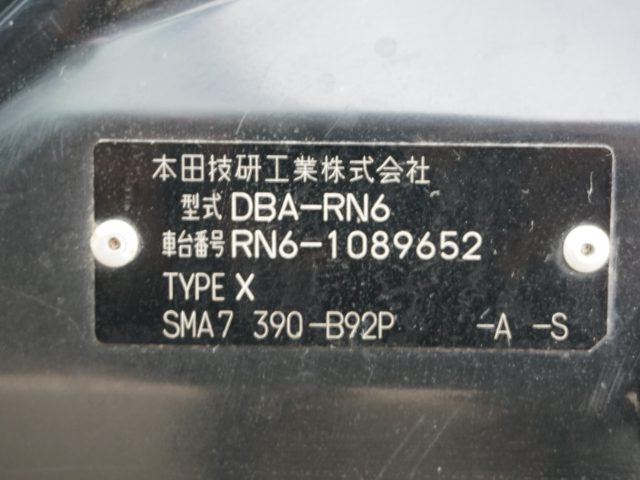 本田技研工業株式会社
型式 DBA-RN6
車台番号 RN6-1089652
TYPE X
SMA7 390-B92P -A -S